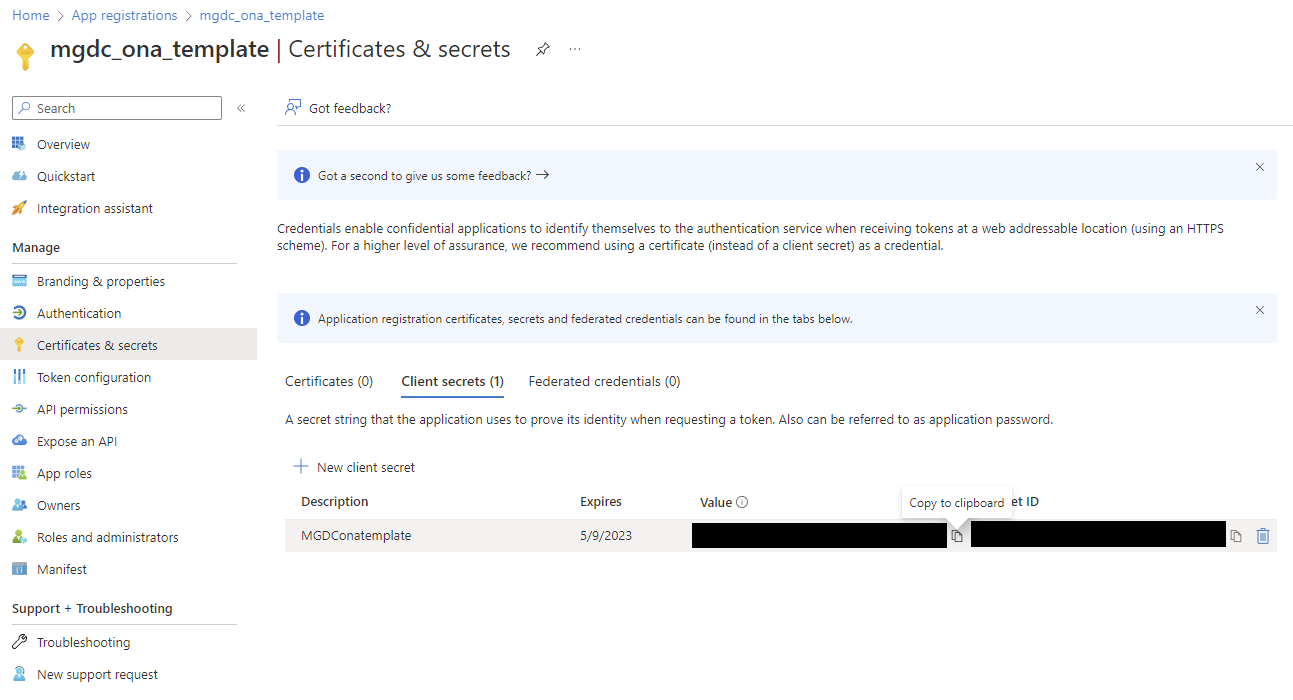 Home > App registrations > mgdc_ona_template
mgdc_ona_template | Certificates & secrets
Search
«
Got feedback?
Overview
Quickstart
Integration assistant
Manage
Branding & properties
Authentication
Certificates & secrets
Token configuration
API permissions
Expose an API
App roles
Owners
Roles and administrators
Manifest
Support + Troubleshooting
Troubleshooting
New support request
Got a second to give us some feedback? →
Credentials enable confidential applications to identify themselves to the authentication service when receiving tokens at a web addressable location (using an HTTPS
scheme). For a higher level of assurance, we recommend using a certificate (instead of a client secret) as a credential.
Application registration certificates, secrets and federated credentials can be found in the tabs below.
Certificates (0) Client secrets (1) Federated credentials (0)
A secret string that the application uses to prove its identity when requesting a token. Also can be referred to as application password.
New client secret
Description Expires Value Copy to clipboard et ID
MGDConatemplate 5/9/2023